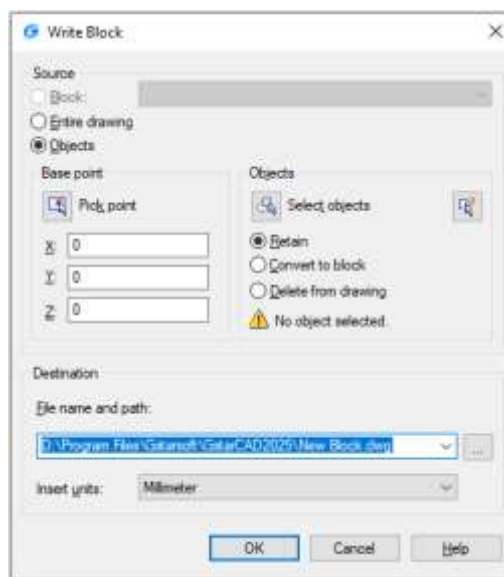 Write Block
Source
Block:
Entire drawing
Objects
Base point
Pick point
X: 0
Y: 0
Z: 0
Objects
Select objects
Retain
Convert to block
Delete from drawing
No object selected.
Destination
File name and path:
D:\Program Files\Gstarsoft\GstarCAD2025\New Block.dwg
...
Insert units: Millimeter
OK Cancel Help